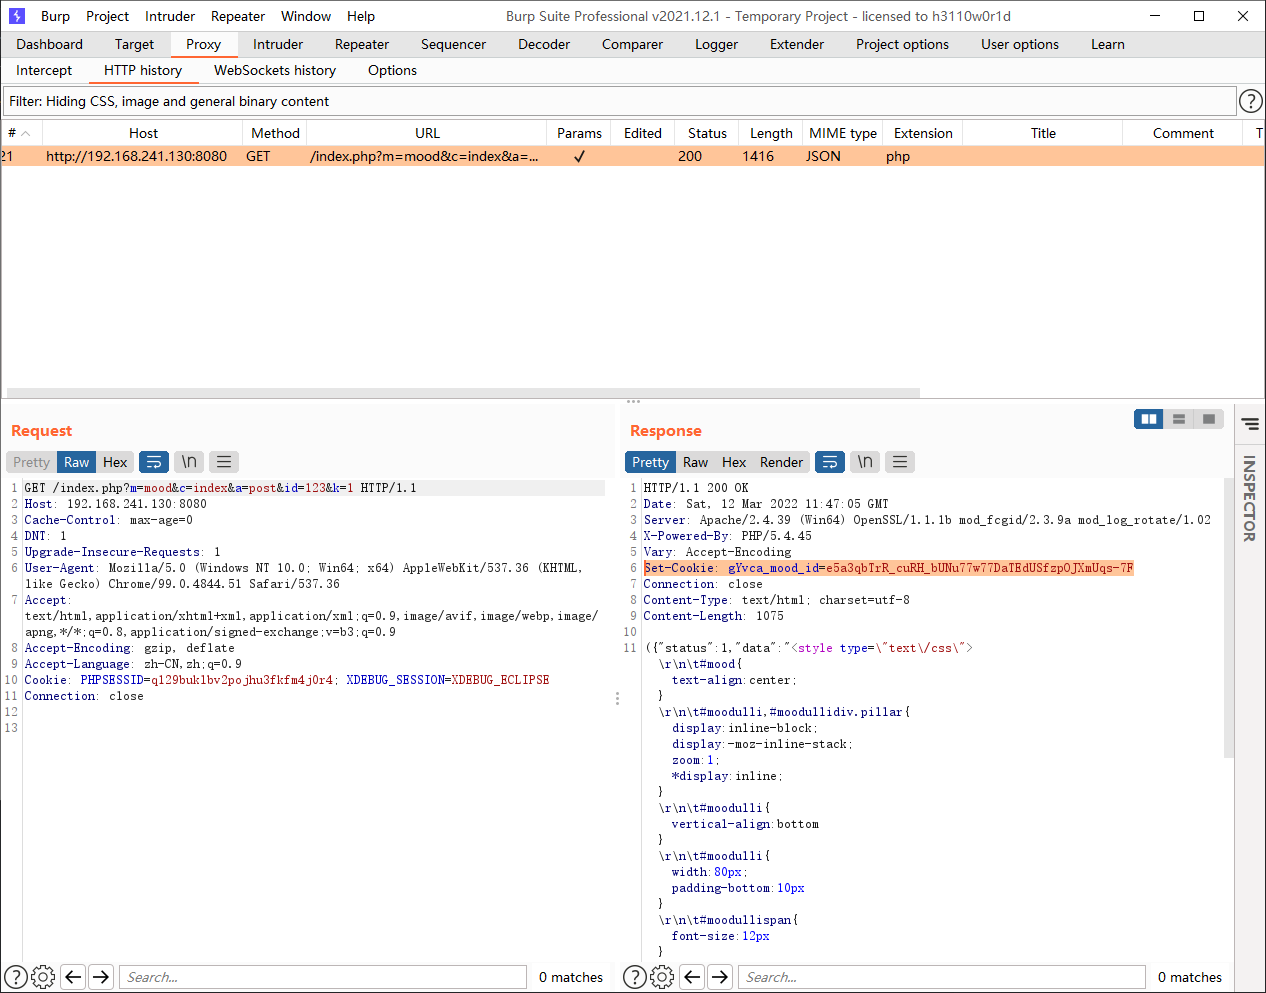 Burp Project Intruder Repeater Window Help Burp Suite Professional v2021.12.1 - Temporary Project - licensed to h3110w0r1d
Dashboard Target Proxy Intruder Repeater Sequencer Decoder Comparer Logger Extender Project options User options Learn
Intercept HTTP history WebSockets history Options
Filter: Hiding CSS, image and general binary content
# Host Method URL Params Edited Status Length MIME type Extension Title Comment T
21 http://192.168.241.130:8080 GET /index.php?m=mood&c=index&a=... ✓ 200 1416 JSON php
Request
Pretty Raw Hex \n
1 GET /index.php?m=mood&c=index&a=post&id=123&k=1 HTTP/1.1
2 Host: 192.168.241.130:8080
3 Cache-Control: max-age=0
4 DNT: 1
5 Upgrade-Insecure-Requests: 1
6 User-Agent: Mozilla/5.0 (Windows NT 10.0; Win64; x64) AppleWebKit/537.36 (KHTML,
like Gecko) Chrome/99.0.4844.51 Safari/537.36
7 Accept:
text/html,application/xhtml+xml,application/xml;q=0.9,image/avif,image/webp,image/
apng,*/*;q=0.8,application/signed-exchange;v=b3;q=0.9
8 Accept-Encoding: gzip, deflate
9 Accept-Language: zh-CN,zh;q=0.9
10 Cookie: PHPSESSID=ql29buklbv2pojhu3fkfm4j0r4; XDEBUG_SESSION=XDEBUG_ECLIPSE
11 Connection: close
12
13
Search... 0 matches
Response
Pretty Raw Hex Render \n
1 HTTP/1.1 200 OK
2 Date: Sat, 12 Mar 2022 11:47:05 GMT
3 Server: Apache/2.4.39 (Win64) OpenSSL/1.1.1b mod_fcgid/2.3.9a mod_log_rotate/1.02
4 X-Powered-By: PHP/5.4.45
5 Vary: Accept-Encoding
6 Set-Cookie: gYvca_mood_id=e5a3qbTrR_cuRH_bUNu77w77DaTEdUSfzpOJXmUqs-7F
7 Connection: close
8 Content-Type: text/html; charset=utf-8
9 Content-Length: 1075
10
11 ({"status":1,"data":"<style type=\"text\/css\">
\r\n\t#mood{
text-align:center;
}
\r\n\t#moodulli,#moodullidiv.pillar{
display:inline-block;
display:-moz-inline-stack;
zoom:1;
*display:inline;
}
\r\n\t#moodulli{
vertical-align:bottom
}
\r\n\t#moodulli{
width:80px;
padding-bottom:10px
}
\r\n\t#moodullispan{
font-size:12px
}
Search... 0 matches
INSPECTOR